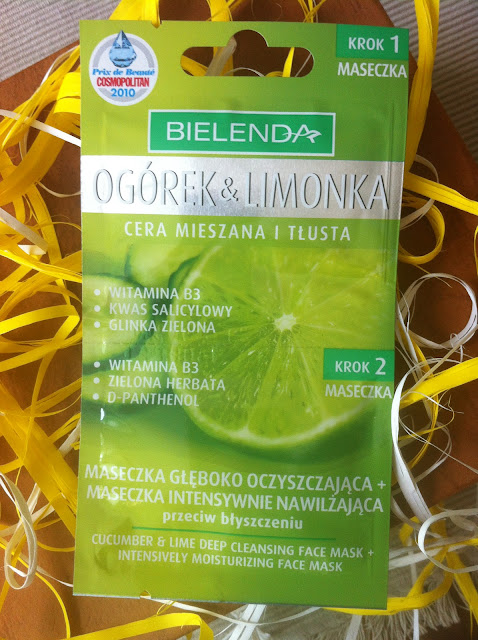 Prix de Beauté
COSMOPOLITAN
2010
KROK 1
MASECZKA
BIELENDA
OGÓREK & LIMONKA
CERA MIESZANA I TŁUSTA
• WITAMINA B3
• KWAS SALICYLOWY
• GLINKA ZIELONA
KROK 2
MASECZKA
• WITAMINA B3
• ZIELONA HERBATA
• D-PANTHENOL
MASECZKA GŁĘBOKO OCZYSZCZAJĄCA +
MASECZKA INTENSYWNIE NAWILŻAJĄCA
przeciw błyszczeniu
CUCUMBER & LIME DEEP CLEANSING FACE MASK +
INTENSIVELY MOISTURIZING FACE MASK